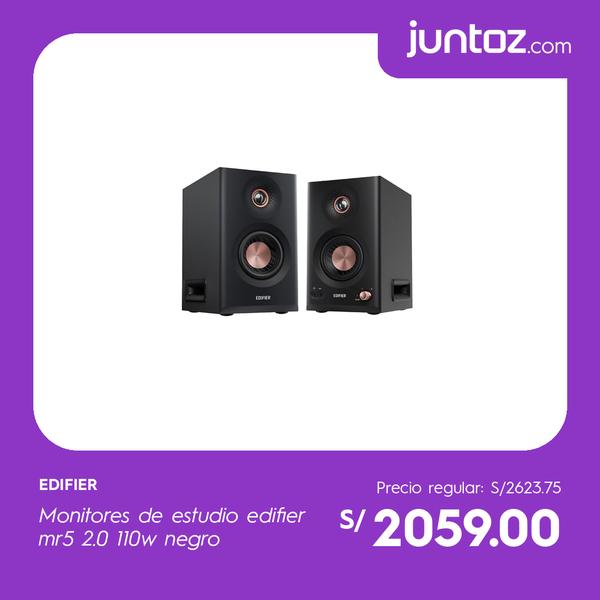 juntoz.com
EDIFIER
EDIFIER
EDIFIER
Monitores de estudio edifier
mr5 2.0 110w negro
Precio regular: S/2623.75
S/2059.00